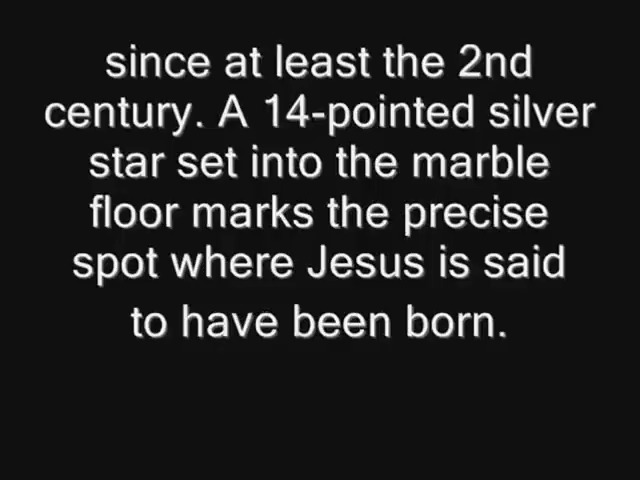 since at least the 2nd
century. A 14-pointed silver
star set into the marble
floor marks the precise
spot where Jesus is said
to have been born.